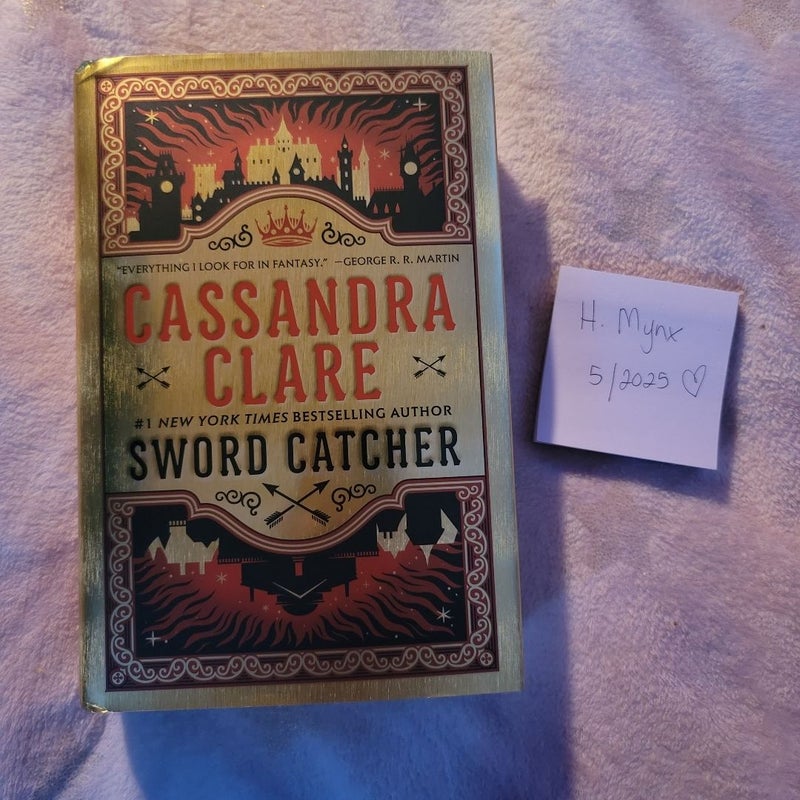 "EVERYTHING I LOOK FOR IN FANTASY." —GEORGE R. R. MARTIN
CASSANDRA
CLARE
#1 NEW YORK TIMES BESTSELLING AUTHOR
SWORD CATCHER
H. Mynx
5/2025 ♡